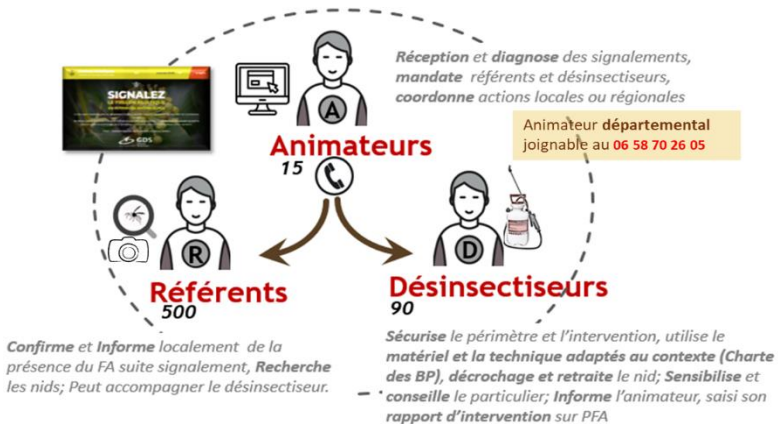 Réception et diagnose des signalements,
mandate référents et désinsectiseurs,
coordonne actions locales ou régionales
SIGNALEZ
GDS
A
Animateurs
15
Animateur départemental
joignable au 06 58 70 26 05
R
Référents
500
D
Désinsectiseurs
90
Confirme et Informe localement de la
présence du FA suite signalement, Recherche
les nids; Peut accompagner le désinsectiseur.
Sécurise le périmètre et l'intervention, utilise le
matériel et la technique adaptés au contexte (Charte
des BP), décrochage et retraite le nid; Sensibilise et
conseille le particulier; Informe l'animateur, saisi son
rapport d'intervention sur PFA